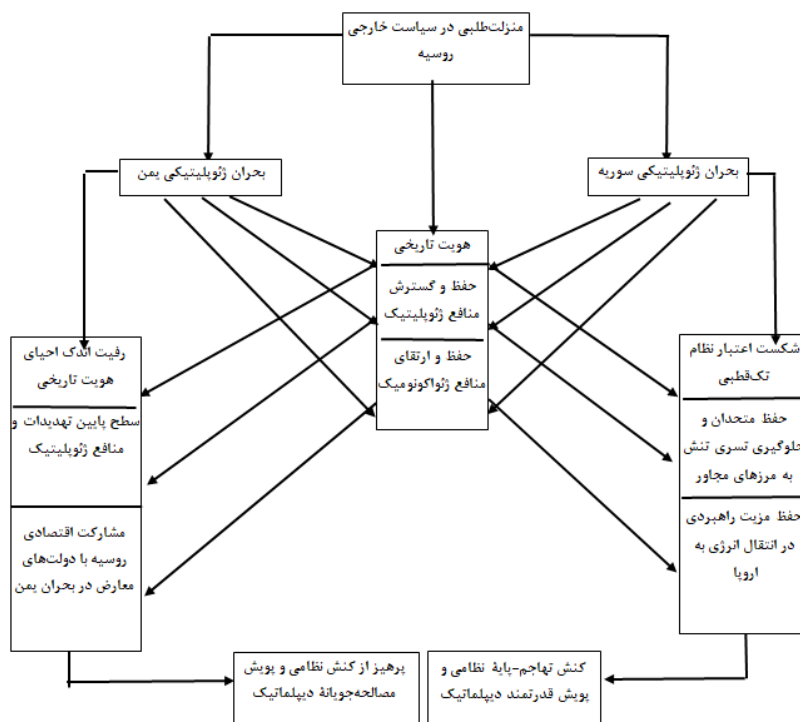 منزلت‌طلبی در سیاست خارجی
روسیه
بحران ژئوپلیتیکی سوریه
بحران ژئوپلیتیکی یمن
هویت تاریخی
حفظ و گسترش
منافع ژئوپلیتیک
حفظ و ارتقای
منافع ژئواکونومیک
شکست اعتبار نظام
تک‌قطبی
حفظ متحدان و
جلوگیری تسری تنش
به مرزهای مجاور
حفظ مزیت راهبردی
در انتقال انرژی به
اروپا
رفیت اندک احیای
هویت تاریخی
سطح پایین تهدیدات و
منافع ژئوپلیتیک
مشارکت اقتصادی
روسیه با دولت‌های
معارض در بحران یمن
کنش تهاجم-پایۀ نظامی و
پویش قدرتمند دیپلماتیک
پرهیز از کنش نظامی و پویش
مصالحه‌جویانۀ دیپلماتیک